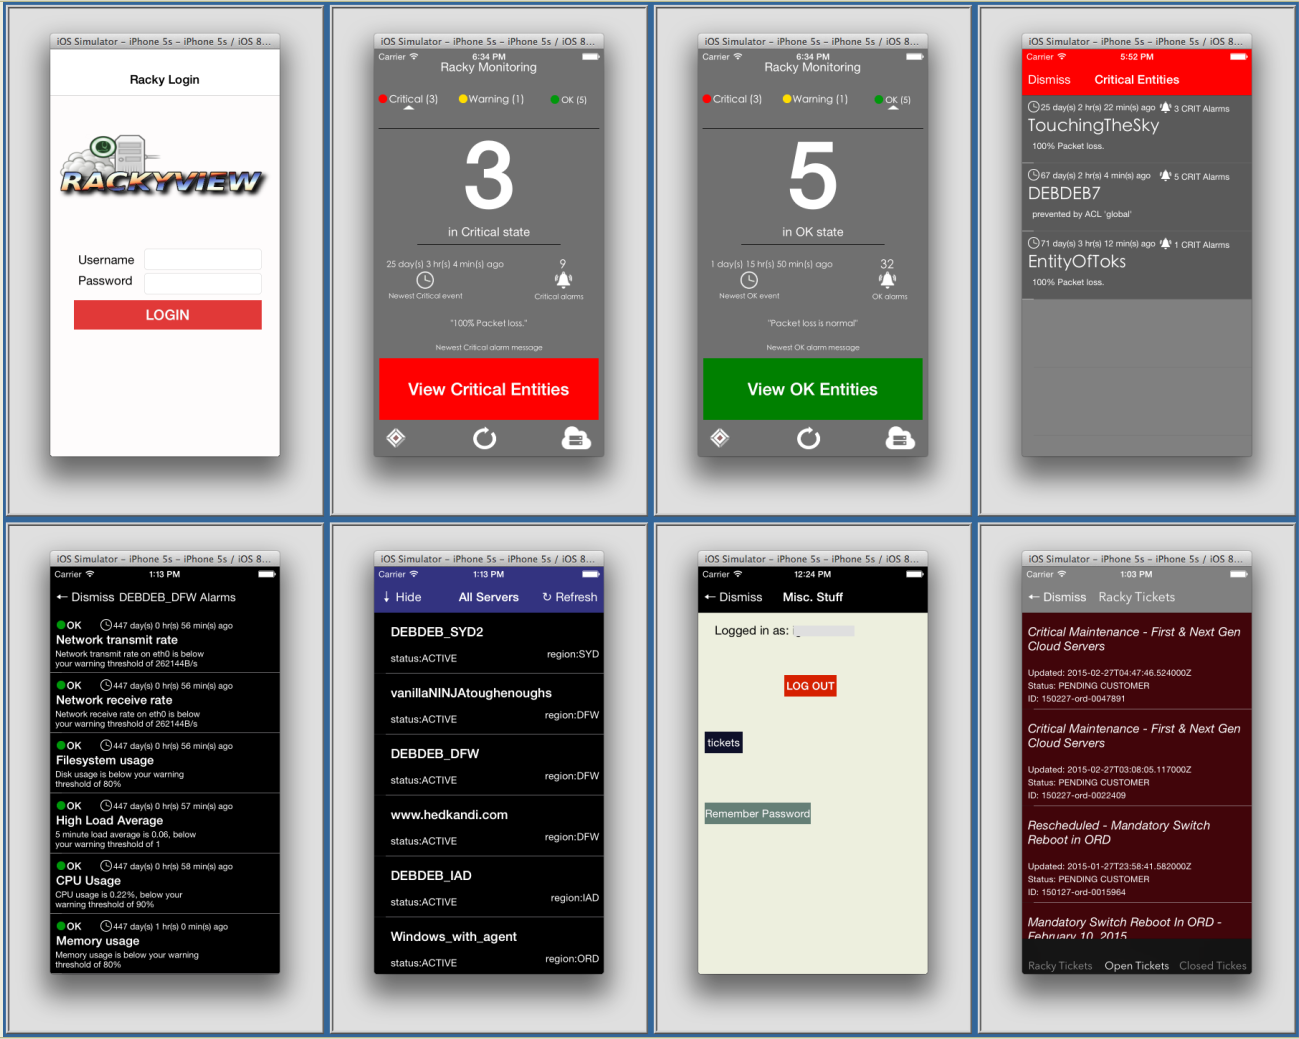 iOS Simulator - iPhone 5s - iPhone 5s / iOS 8...
Racky Login
RACKYVIEW
Username
Password
LOGIN
iOS Simulator - iPhone 5s - iPhone 5s / iOS 8...
Carrier 6:34 PM
Racky Monitoring
Critical (3) Warning (1) OK (5)
3
in Critical state
25 day(s) 3 hr(s) 4 min(s) ago 9
Newest Critical event Critical alarms
"100% Packet loss."
Newest Critical alarm message
View Critical Entities
iOS Simulator - iPhone 5s - iPhone 5s / iOS 8...
Carrier 6:34 PM
Racky Monitoring
Critical (3) Warning (1) OK (5)
5
in OK state
1 day(s) 15 hr(s) 50 min(s) ago 32
Newest OK event OK alarms
"Packet loss is normal"
Newest OK alarm message
View OK Entities
iOS Simulator - iPhone 5s - iPhone 5s / iOS 8...
Carrier 5:52 PM
Dismiss Critical Entities
25 day(s) 2 hr(s) 22 min(s) ago 3 CRIT Alarms
TouchingTheSky
100% Packet loss.
67 day(s) 2 hr(s) 4 min(s) ago 5 CRIT Alarms
DEBDEB7
prevented by ACL 'global'
71 day(s) 3 hr(s) 12 min(s) ago 1 CRIT Alarms
EntityOfToks
100% Packet loss.
iOS Simulator - iPhone 5s - iPhone 5s / iOS 8...
Carrier 1:13 PM
← Dismiss DEBDEB_DFW Alarms
OK 447 day(s) 0 hr(s) 56 min(s) ago
Network transmit rate
Network transmit rate on eth0 is below
your warning threshold of 262144B/s
OK 447 day(s) 0 hr(s) 56 min(s) ago
Network receive rate
Network receive rate on eth0 is below
your warning threshold of 262144B/s
OK 447 day(s) 0 hr(s) 56 min(s) ago
Filesystem usage
Disk usage is below your warning
threshold of 80%
OK 447 day(s) 0 hr(s) 57 min(s) ago
High Load Average
5 minute load average is 0.06, below
your warning threshold of 1
OK 447 day(s) 0 hr(s) 58 min(s) ago
CPU Usage
CPU usage is 0.22%, below your
warning threshold of 90%
OK 447 day(s) 1 hr(s) 0 min(s) ago
Memory usage
Memory usage is below your warning
threshold of 80%
iOS Simulator - iPhone 5s - iPhone 5s / iOS 8...
Carrier 1:13 PM
↓ Hide All Servers ↻ Refresh
DEBDEB_SYD2
status:ACTIVE region:SYD
vanillaNINJAtoughenoughs
status:ACTIVE region:DFW
DEBDEB_DFW
status:ACTIVE region:DFW
www.hedkandi.com
status:ACTIVE region:DFW
DEBDEB_IAD
status:ACTIVE region:IAD
Windows_with_agent
status:ACTIVE region:ORD
iOS Simulator - iPhone 5s - iPhone 5s / iOS 8...
Carrier 12:24 PM
← Dismiss Misc. Stuff
Logged in as:
LOG OUT
tickets
Remember Password
iOS Simulator - iPhone 5s - iPhone 5s / iOS 8...
Carrier 1:03 PM
← Dismiss Racky Tickets
Critical Maintenance - First & Next Gen
Cloud Servers
Updated: 2015-02-27T04:47:46.524000Z
Status: PENDING CUSTOMER
ID: 150227-ord-0047891
Critical Maintenance - First & Next Gen
Cloud Servers
Updated: 2015-02-27T03:08:05.117000Z
Status: PENDING CUSTOMER
ID: 150227-ord-0022409
Rescheduled - Mandatory Switch
Reboot in ORD
Updated: 2015-01-27T23:58:41.582000Z
Status: PENDING CUSTOMER
ID: 150127-ord-0015964
Mandatory Switch Reboot In ORD -
February 10, 2015
Racky Tickets Open Tickets Closed Tickes